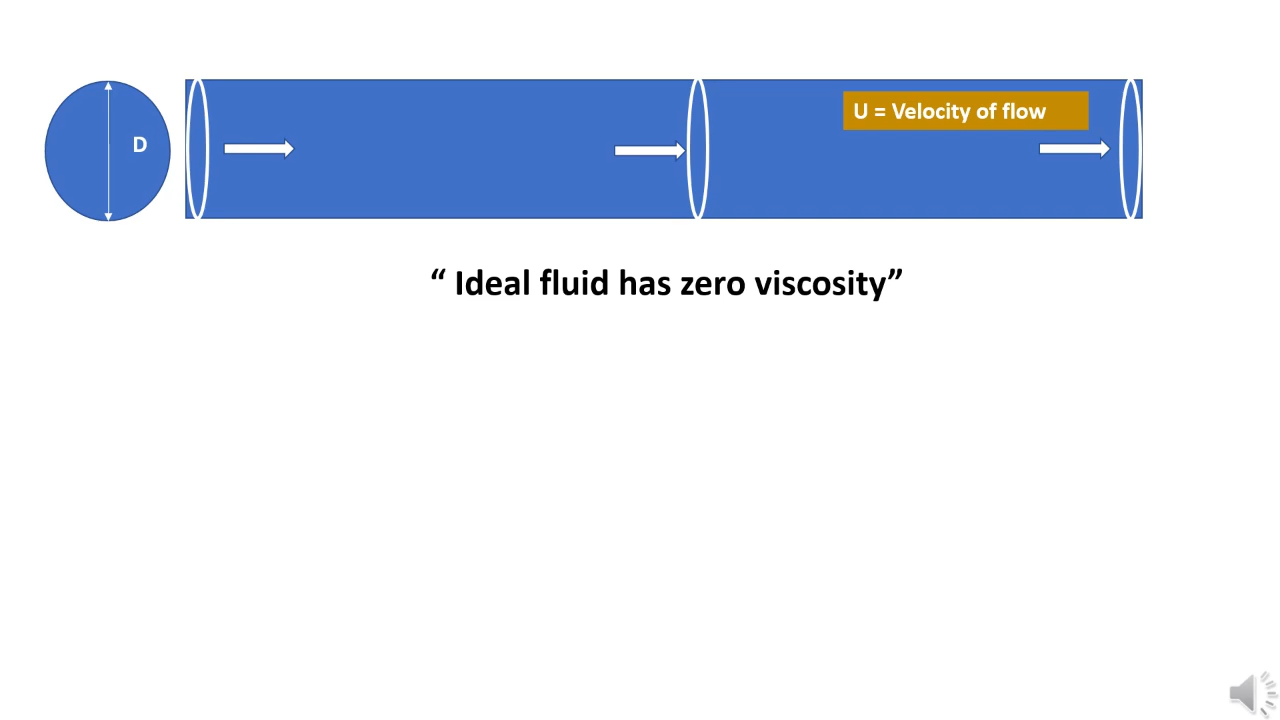 D
U = Velocity of flow
“ Ideal fluid has zero viscosity”